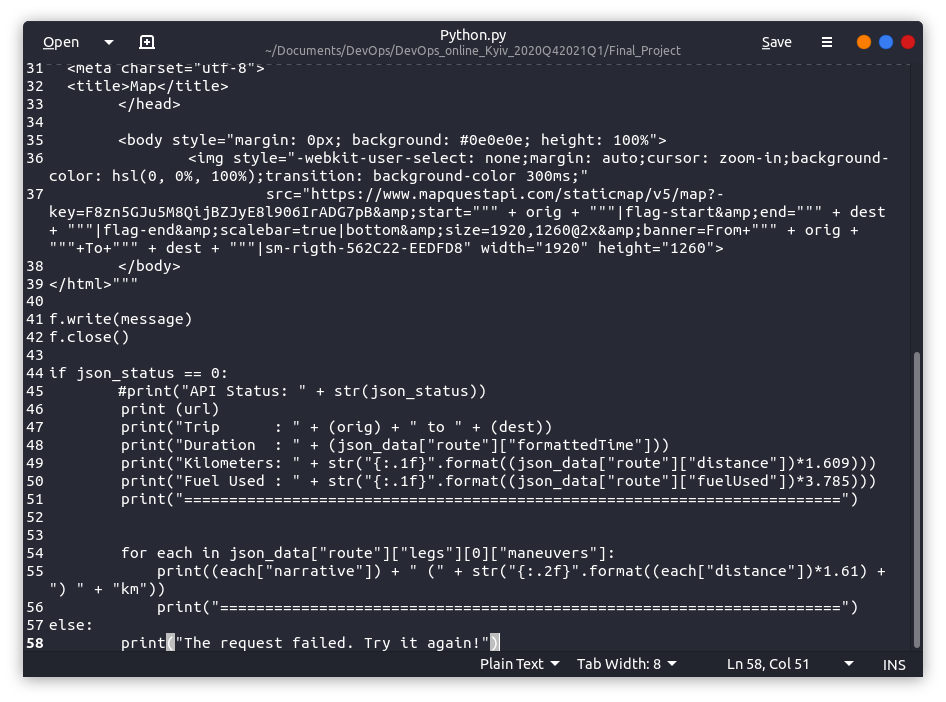 Open
Python.py
~/Documents/DevOps/DevOps_online_Kyiv_2020Q42021Q1/Final_Project
Save
31 <meta charset="utf-8">
32 <title>Map</title>
33 </head>
34
35 <body style="margin: 0px; background: #0e0e0e; height: 100%">
36 <img style="-webkit-user-select: none;margin: auto;cursor: zoom-in;background-
color: hsl(0, 0%, 100%);transition: background-color 300ms;"
37 src="https://www.mapquestapi.com/staticmap/v5/map?-
key=F8zn5GJu5M8QijBZJyE8l906IrADG7pB&amp;start=""" + orig + """|flag-start&amp;end=""" + dest
+ """|flag-end&amp;scalebar=true|bottom&amp;size=1920,1260@2x&amp;banner=From+""" + orig +
"""+To+""" + dest + """|sm-rigth-562C22-EEDFD8" width="1920" height="1260">
38 </body>
39 </html>"""
40
41 f.write(message)
42 f.close()
43
44 if json_status == 0:
45 #print("API Status: " + str(json_status))
46 print (url)
47 print("Trip      : " + (orig) + " to " + (dest))
48 print("Duration  : " + (json_data["route"]["formattedTime"]))
49 print("Kilometers: " + str("{:.1f}".format((json_data["route"]["distance"])*1.609)))
50 print("Fuel Used : " + str("{:.1f}".format((json_data["route"]["fuelUsed"])*3.785)))
51 print("=========================================================================")
52
53
54 for each in json_data["route"]["legs"][0]["maneuvers"]:
55 print((each["narrative"]) + " (" + str("{:.2f}".format((each["distance"])*1.61) +
") " + "km"))
56 print("=====================================================================")
57 else:
58 print("The request failed. Try it again!")
Plain Text
Tab Width: 8
Ln 58, Col 51
INS